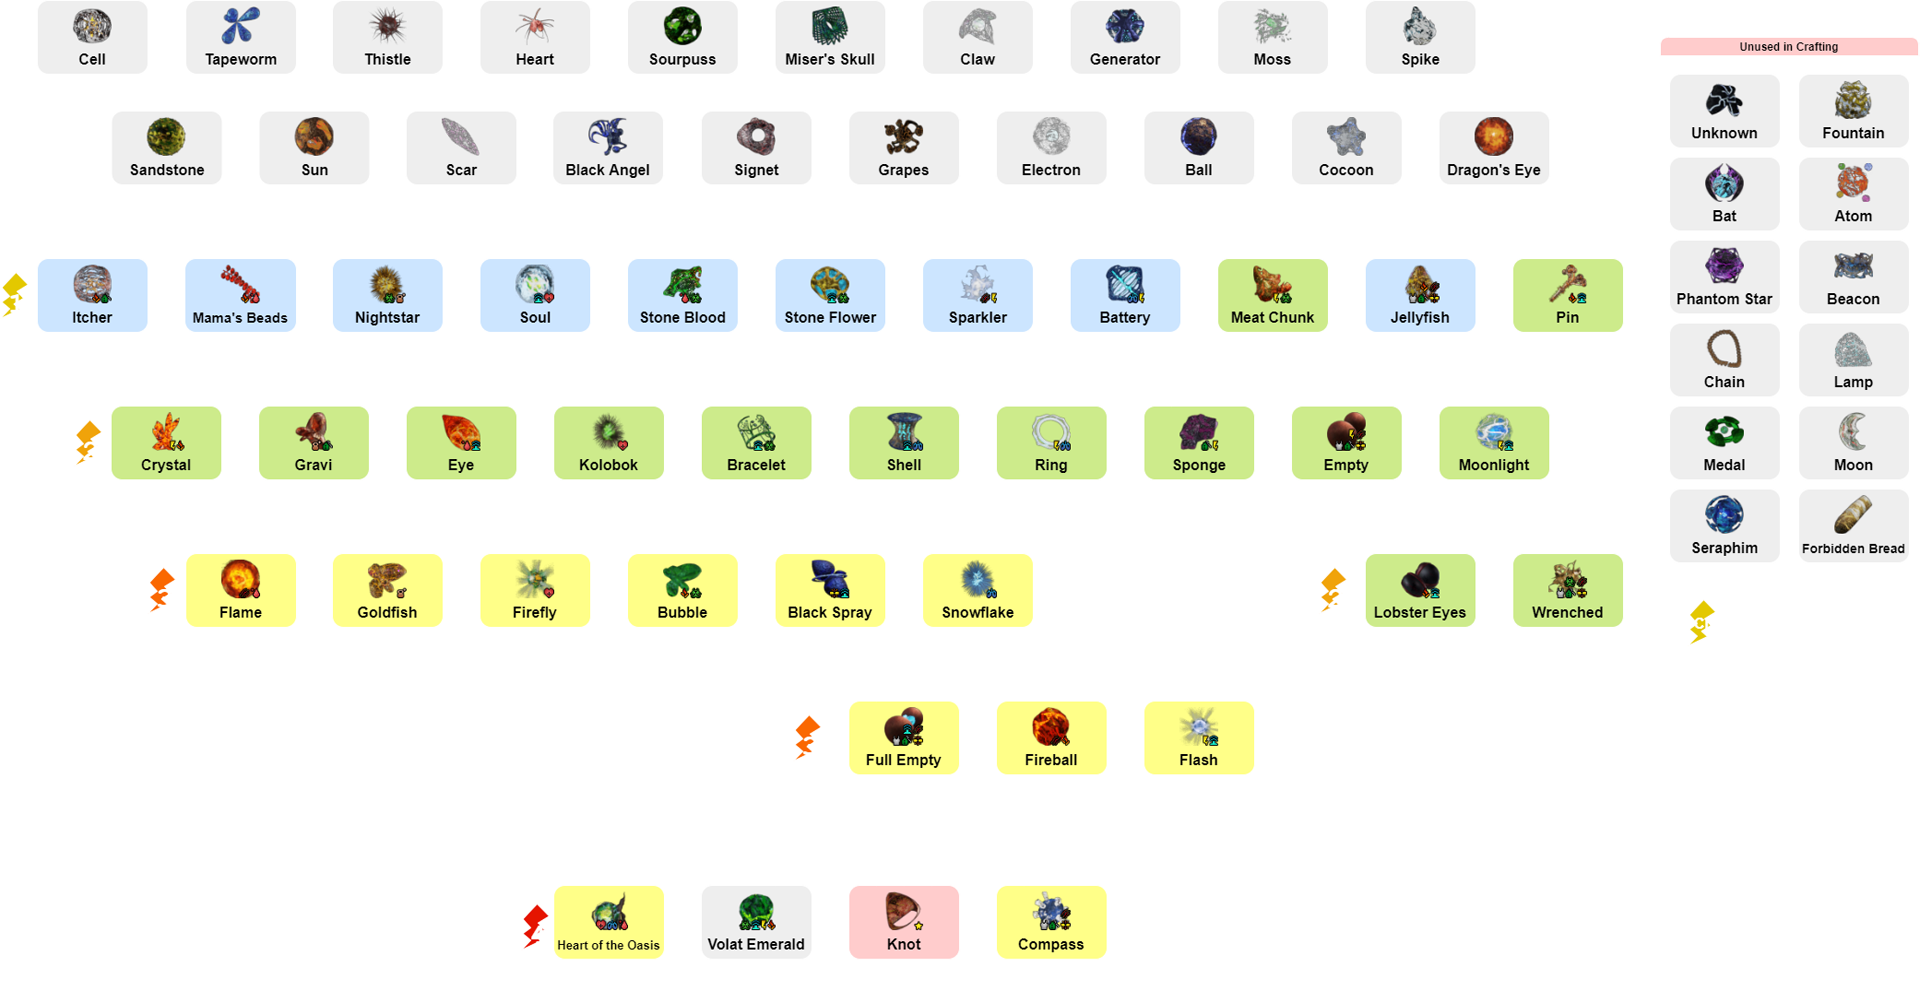 Cell
Tapeworm
Thistle
Heart
Sourpuss
Miser's Skull
Claw
Generator
Moss
Spike
Sandstone
Sun
Scar
Black Angel
Signet
Grapes
Electron
Ball
Cocoon
Dragon's Eye
Itcher
Mama's Beads
Nightstar
Soul
Stone Blood
Stone Flower
Sparkler
Battery
Meat Chunk
Jellyfish
Pin
Crystal
Gravi
Eye
Kolobok
Bracelet
Shell
Ring
Sponge
Empty
Moonlight
Flame
Goldfish
Firefly
Bubble
Black Spray
Snowflake
Lobster Eyes
Wrenched
Full Empty
Fireball
Flash
Heart of the Oasis
Volat Emerald
Knot
Compass
Unused in Crafting
Unknown
Fountain
Bat
Atom
Phantom Star
Beacon
Chain
Lamp
Medal
Moon
Seraphim
Forbidden Bread